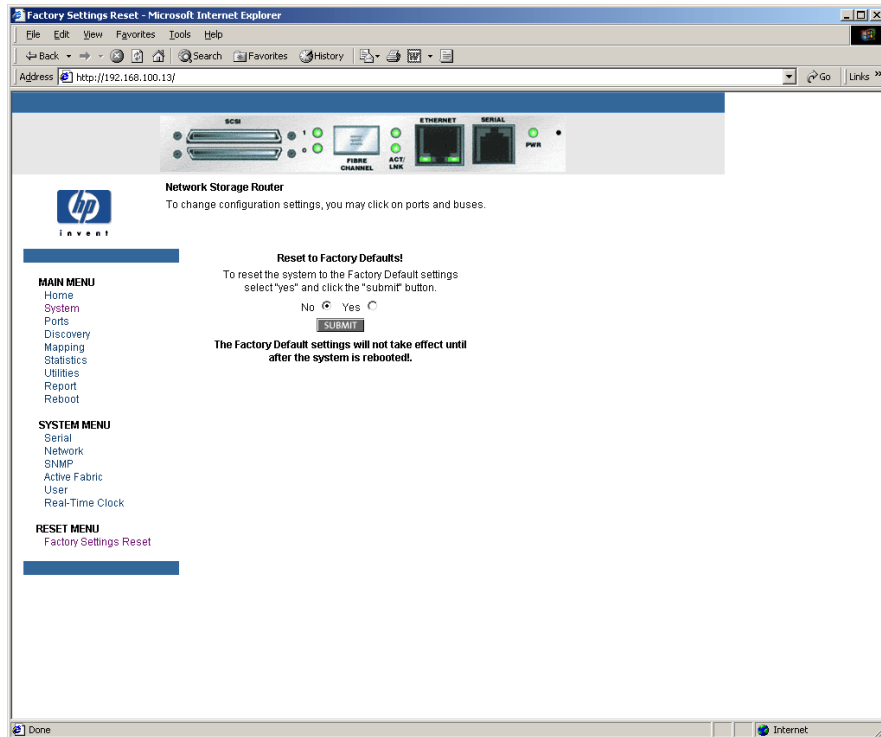 Factory Settings Reset - Microsoft Internet Explorer
File Edit View Favorites Tools Help
Back Search Favorites History
Address http://192.168.100.13/ Go Links »
SCSI ETHERNET SERIAL
1
0
FIBRE CHANNEL ACT/ LNK PWR
hp
invent
Network Storage Router
To change configuration settings, you may click on ports and buses.
Reset to Factory Defaults!
To reset the system to the Factory Default settings
select "yes" and click the "submit" button.
No Yes
SUBMIT
The Factory Default settings will not take effect until
after the system is rebooted!.
MAIN MENU
Home
System
Ports
Discovery
Mapping
Statistics
Utilities
Report
Reboot
SYSTEM MENU
Serial
Network
SNMP
Active Fabric
User
Real-Time Clock
RESET MENU
Factory Settings Reset
Done Internet